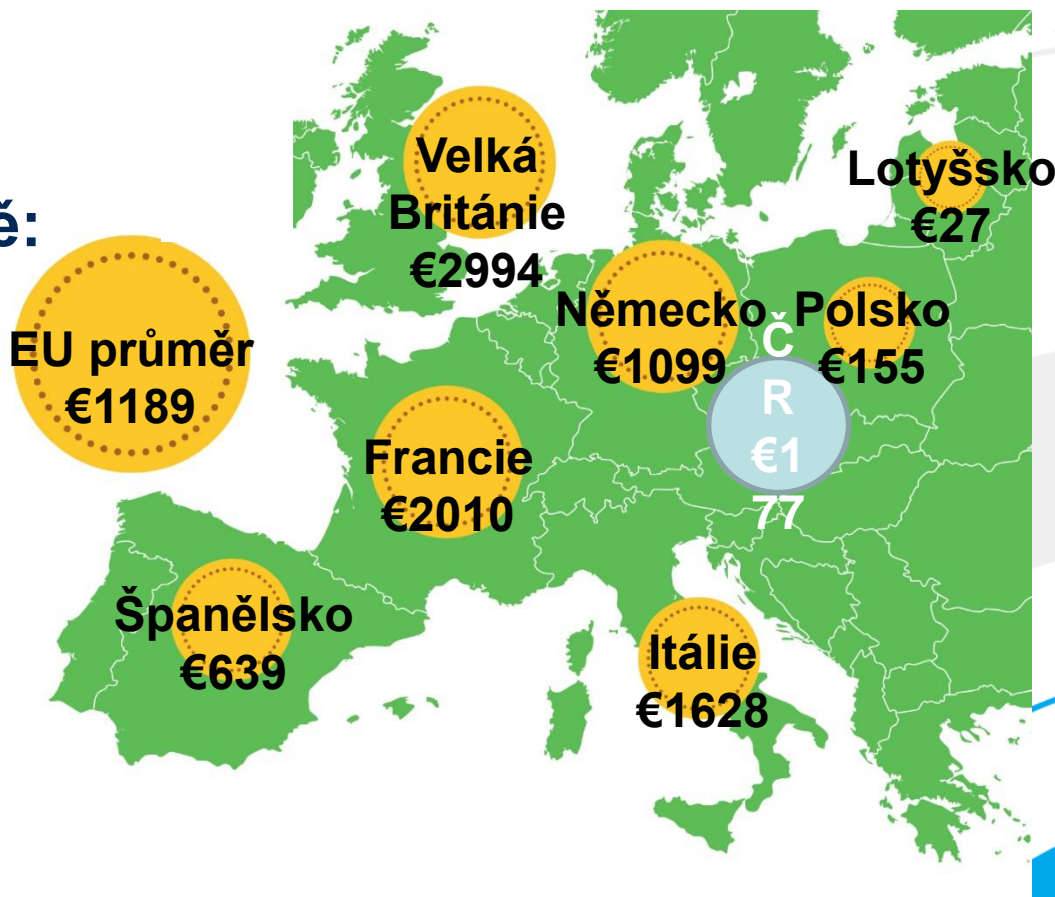 ě:
EU průměr
€1189
Velká
Británie
€2994
Lotyšsko
€27
Německo
€1099
Polsko
€155
Č
R
€1
77
Francie
€2010
Španělsko
€639
Itálie
€1628